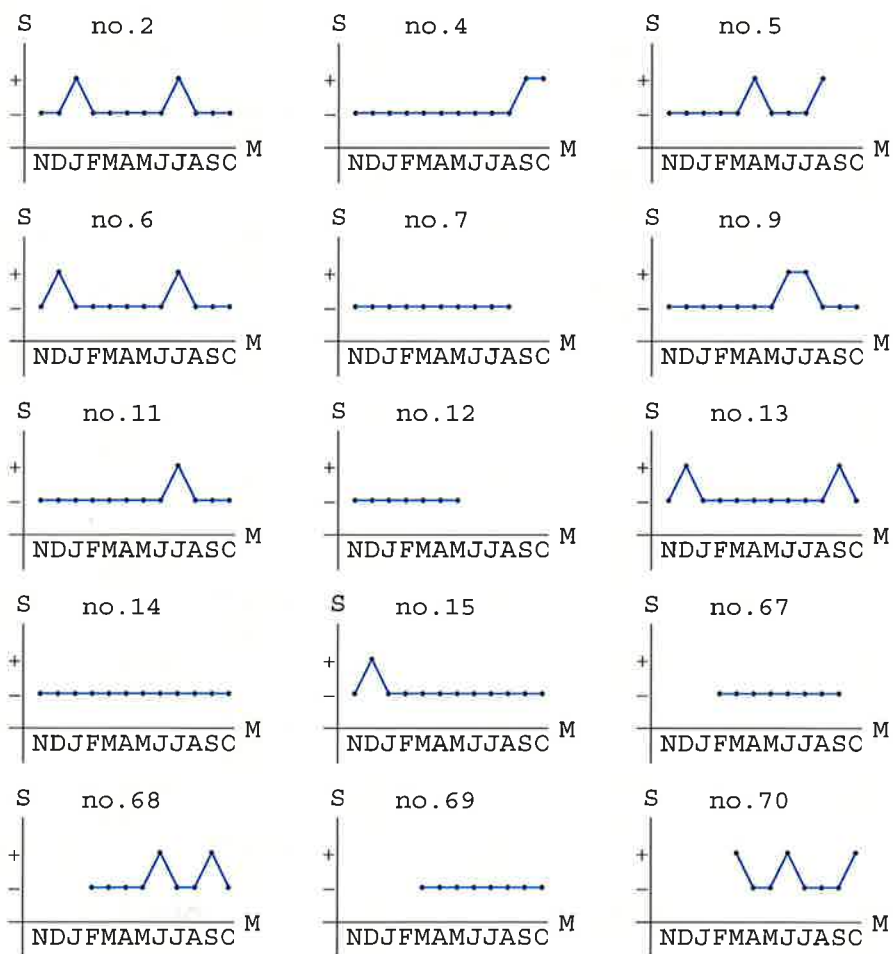 S no.2
+
−
NDJFMAMJJASC M
S no.4
+
−
NDJFMAMJJASC M
S no.5
+
−
NDJFMAMJJASC M
S no.6
+
−
NDJFMAMJJASC M
S no.7
+
−
NDJFMAMJJASC M
S no.9
+
−
NDJFMAMJJASC M
S no.11
+
−
NDJFMAMJJASC M
S no.12
+
−
NDJFMAMJJASC M
S no.13
+
−
NDJFMAMJJASC M
S no.14
+
−
NDJFMAMJJASC M
S no.15
+
−
NDJFMAMJJASC M
S no.67
+
−
NDJFMAMJJASC M
S no.68
+
−
NDJFMAMJJASC M
S no.69
+
−
NDJFMAMJJASC M
S no.70
+
−
NDJFMAMJJASC M